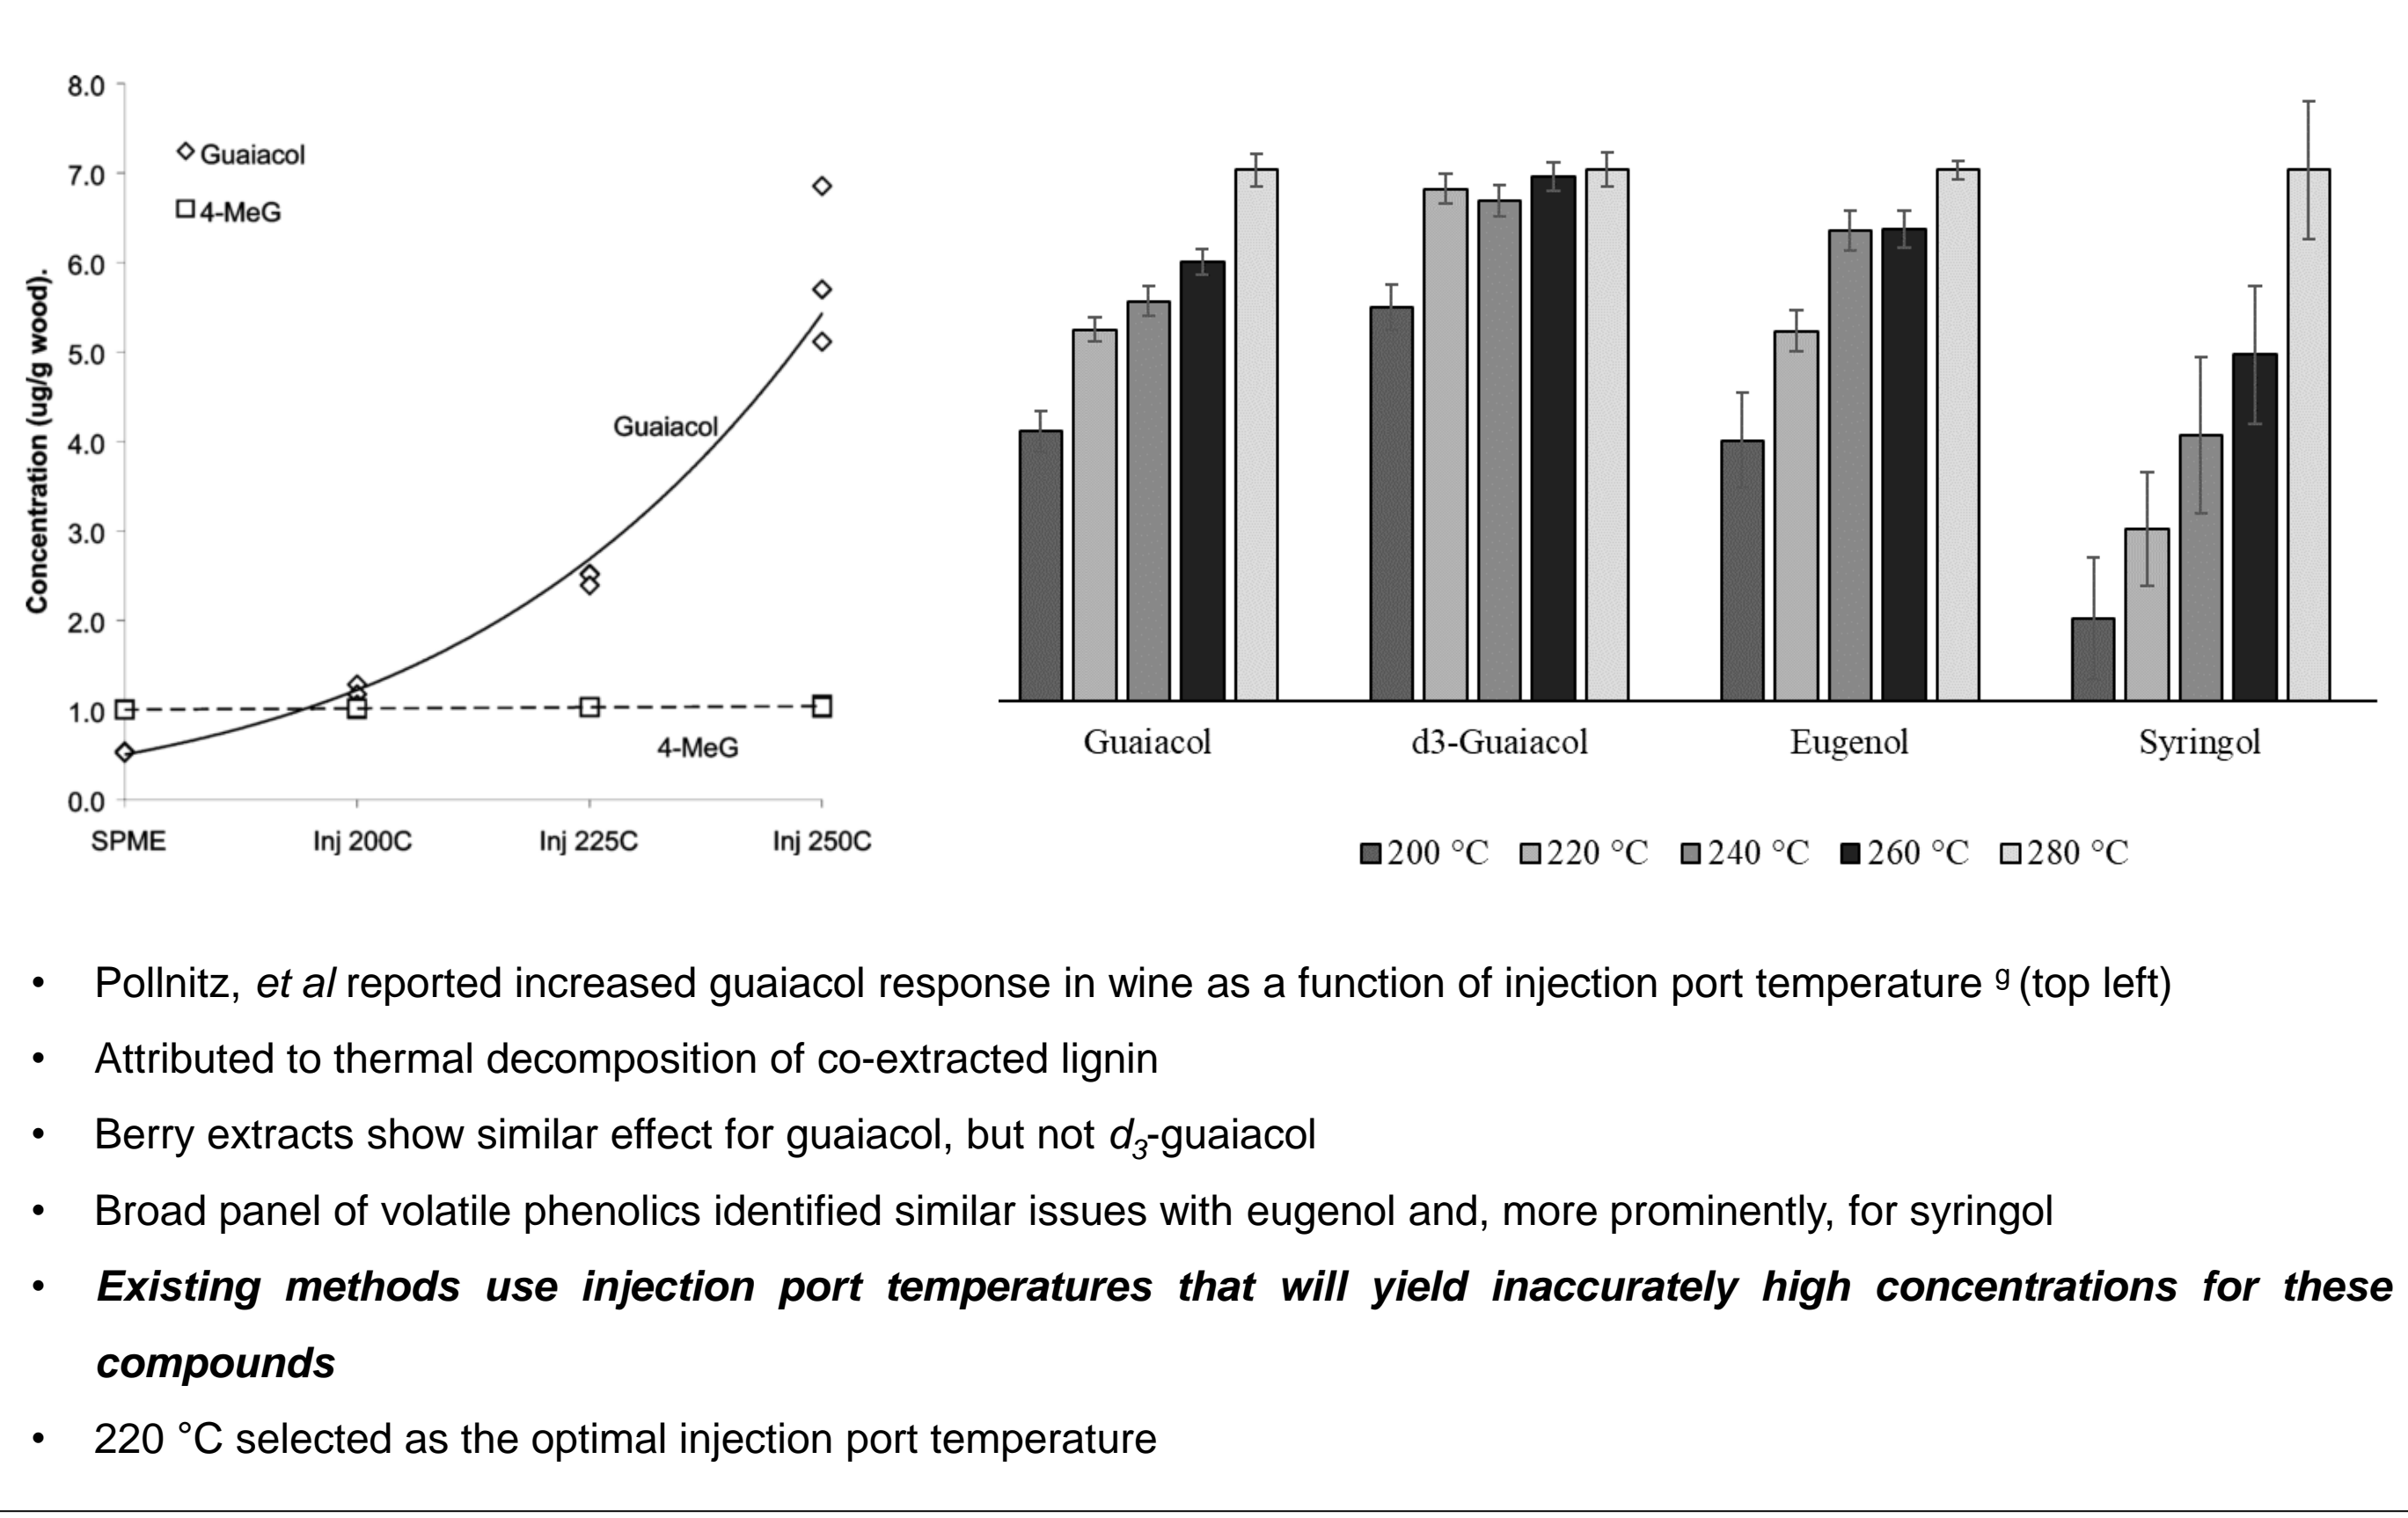 8.0
7.0
6.0
5.0
4.0
3.0
2.0
1.0
0.0
Concentration (ug/g wood).
Guaiacol
4-MeG
Guaiacol
4-MeG
SPME Inj 200C Inj 225C Inj 250C
Guaiacol d3-Guaiacol Eugenol Syringol
200 °C 220 °C 240 °C 260 °C 280 °C
• Pollnitz, et al reported increased guaiacol response in wine as a function of injection port temperature g (top left)
• Attributed to thermal decomposition of co-extracted lignin
• Berry extracts show similar effect for guaiacol, but not d3-guaiacol
• Broad panel of volatile phenolics identified similar issues with eugenol and, more prominently, for syringol
• Existing methods use injection port temperatures that will yield inaccurately high concentrations for these
compounds
• 220 °C selected as the optimal injection port temperature